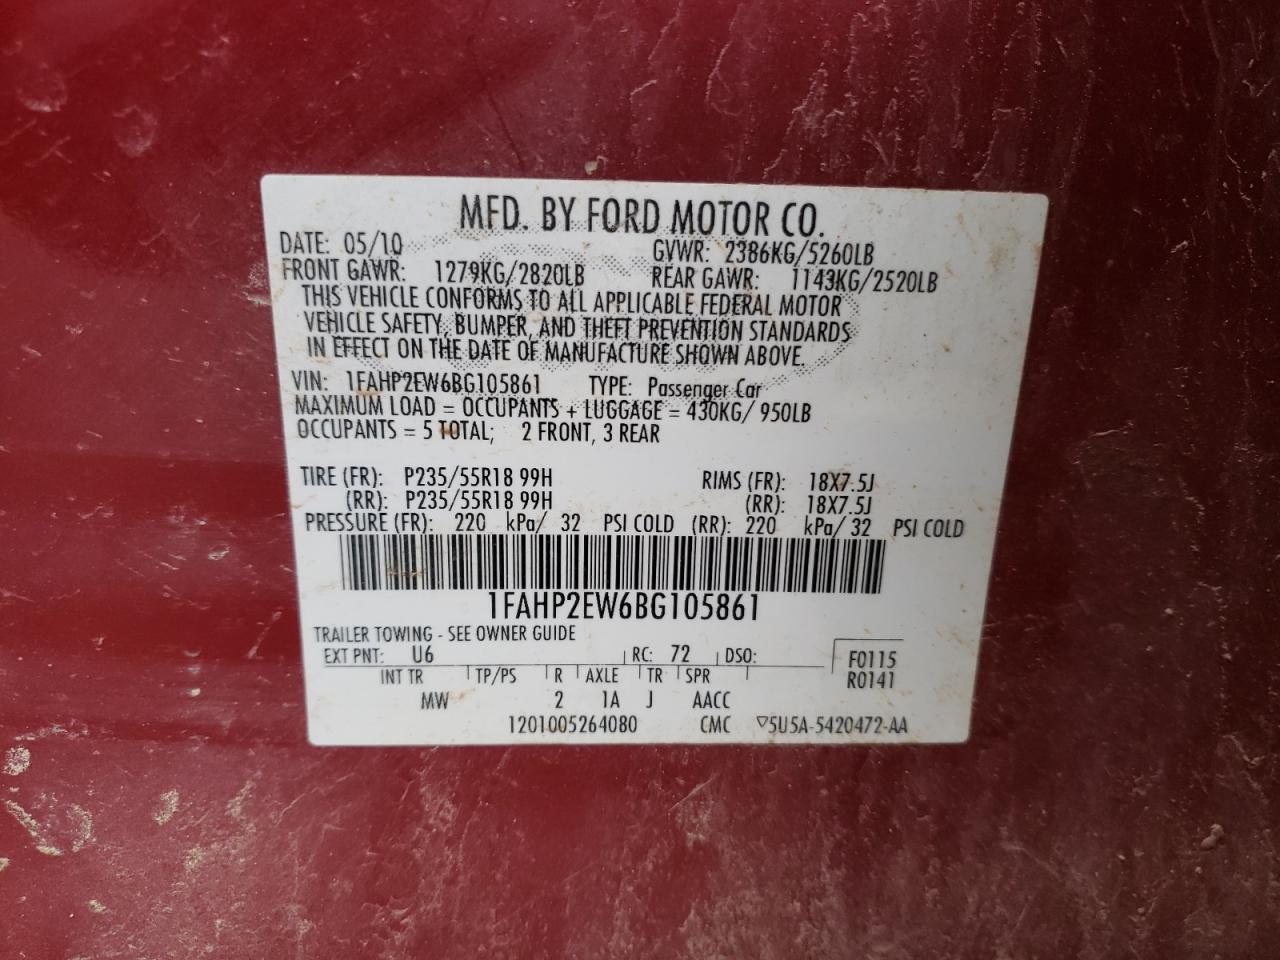 MFD. BY FORD MOTOR CO.
DATE: 05/10 GVWR: 2386KG/5260LB
FRONT GAWR: 1279KG/2820LB REAR GAWR: 1143KG/2520LB
THIS VEHICLE CONFORMS TO ALL APPLICABLE FEDERAL MOTOR
VEHICLE SAFETY, BUMPER, AND THEFT PREVENTION STANDARDS
IN EFFECT ON THE DATE OF MANUFACTURE SHOWN ABOVE.
VIN: 1FAHP2EW6BG105861 TYPE: Passenger Car
MAXIMUM LOAD = OCCUPANTS + LUGGAGE = 430KG/ 950LB
OCCUPANTS = 5 TOTAL; 2 FRONT, 3 REAR
TIRE (FR): P235/55R18 99H RIMS (FR): 18X7.5J
(RR): P235/55R18 99H (RR): 18X7.5J
PRESSURE (FR): 220 kPa/ 32 PSI COLD (RR): 220 kPa/ 32 PSI COLD
1FAHP2EW6BG105861
TRAILER TOWING - SEE OWNER GUIDE
EXT PNT: U6 RC: 72 DSO: F0115
INT TR TP/PS R AXLE TR SPR R0141
MW 2 1A J AACC
1201005264080 CMC ▽5U5A-5420472-AA